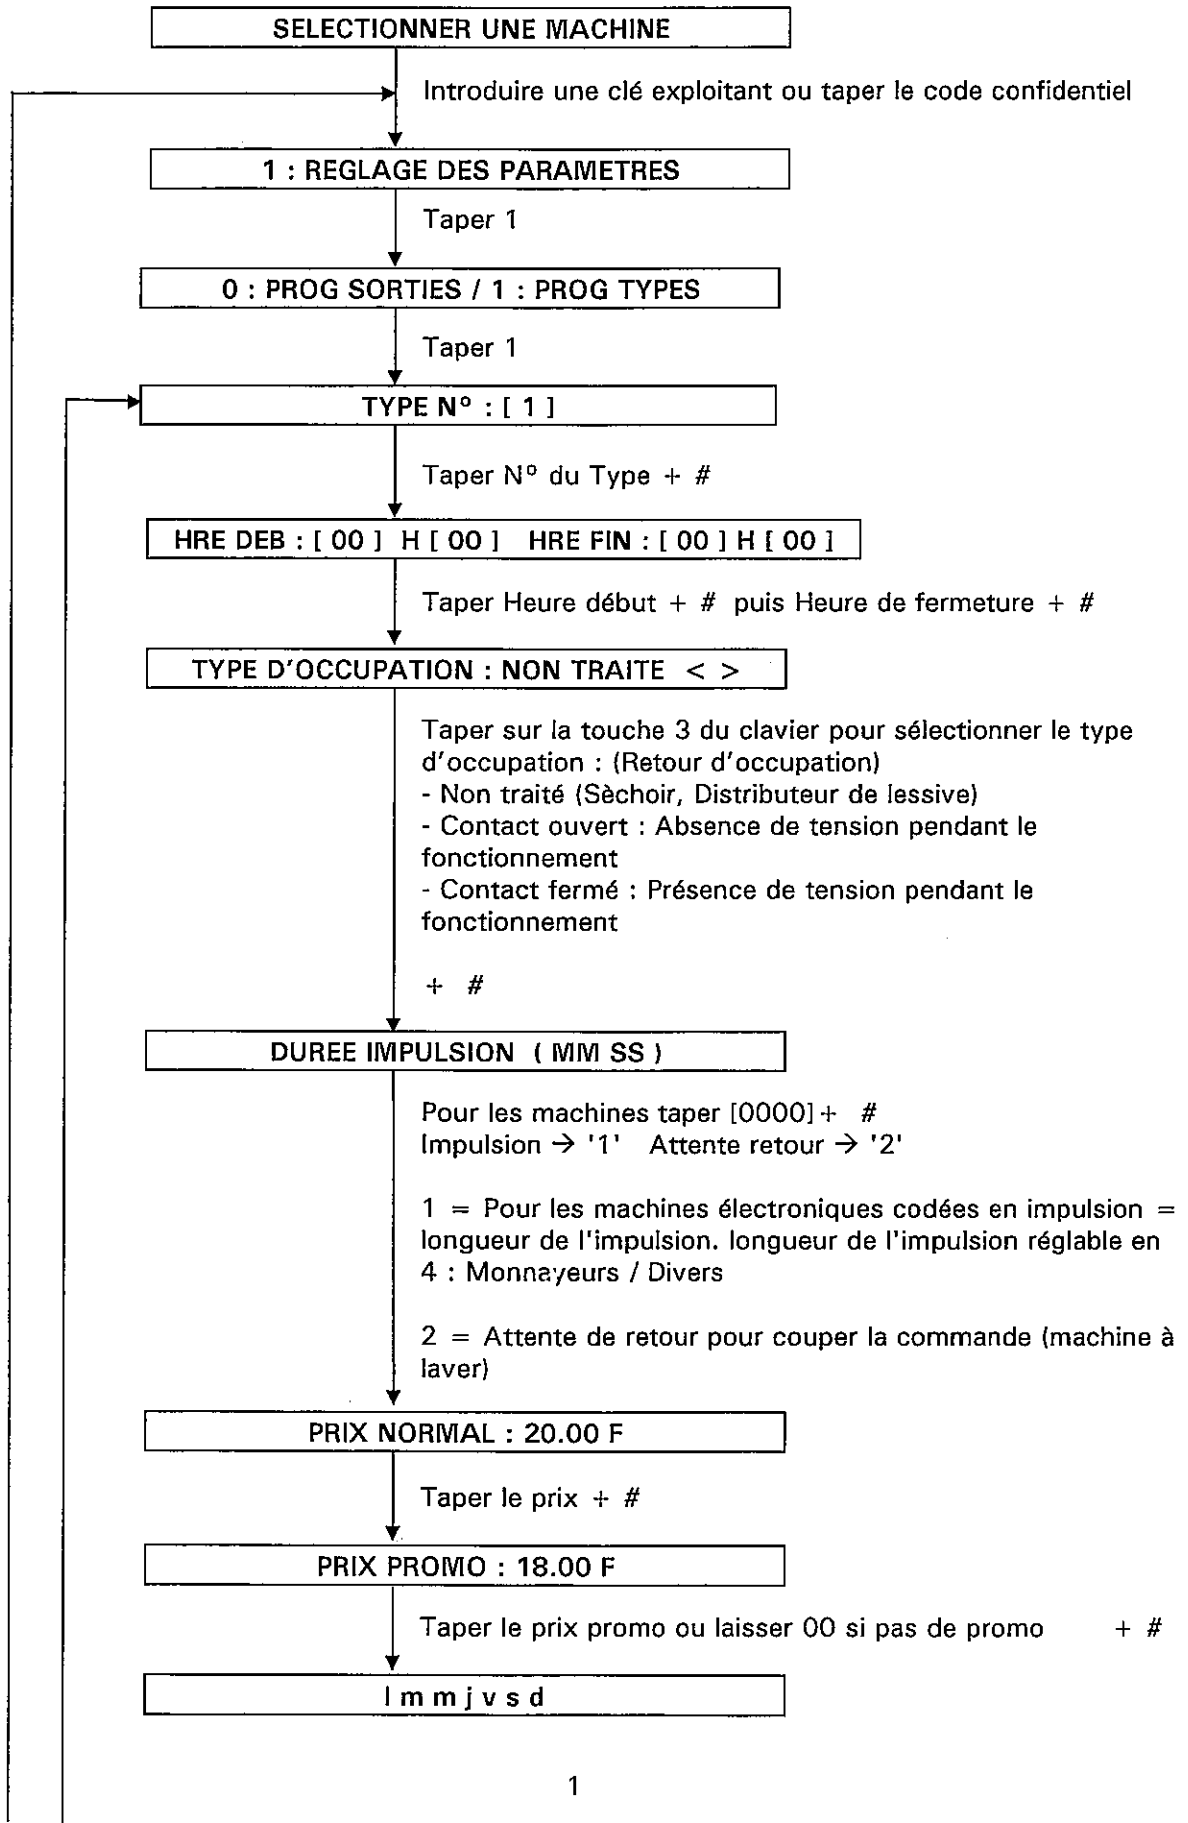 SELECTIONNER UNE MACHINE
Introduire une clé exploitant ou taper le code confidentiel
1 : REGLAGE DES PARAMETRES
Taper 1
0 : PROG SORTIES / 1 : PROG TYPES
Taper 1
TYPE Nº : [ 1 ]
Taper Nº du Type + #
HRE DEB : [ 00 ] H [ 00 ] HRE FIN : [ 00 ] H [ 00 ]
Taper Heure début + # puis Heure de fermeture + #
TYPE D'OCCUPATION : NON TRAITE < >
Taper sur la touche 3 du clavier pour sélectionner le type
d'occupation : (Retour d'occupation)
- Non traité (Sèchoir, Distributeur de lessive)
- Contact ouvert : Absence de tension pendant le
fonctionnement
- Contact fermé : Présence de tension pendant le
fonctionnement
+ #
DUREE IMPULSION ( MM SS )
Pour les machines taper [0000] + #
Impulsion → '1' Attente retour → '2'
1 = Pour les machines électroniques codées en impulsion =
longueur de l'impulsion. longueur de l'impulsion réglable en
4 : Monnayeurs / Divers
2 = Attente de retour pour couper la commande (machine à
laver)
PRIX NORMAL : 20.00 F
Taper le prix + #
PRIX PROMO : 18.00 F
Taper le prix promo ou laisser 00 si pas de promo + #
l m m j v s d
1